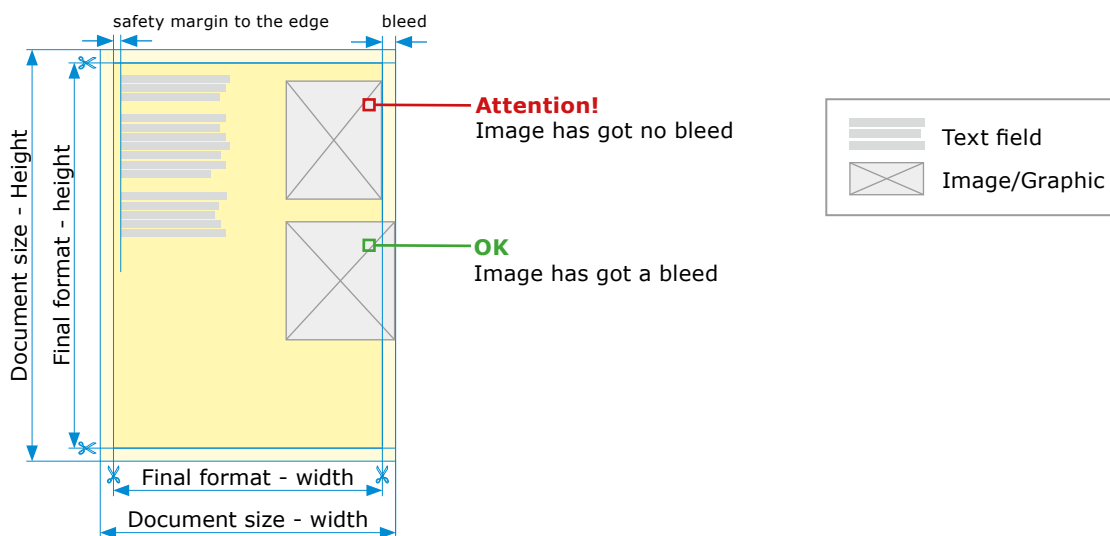 safety margin to the edge
bleed
Attention!
Image has got no bleed
Text field
Image/Graphic
Document size - Height
Final format - height
OK
Image has got a bleed
Final format - width
Document size - width